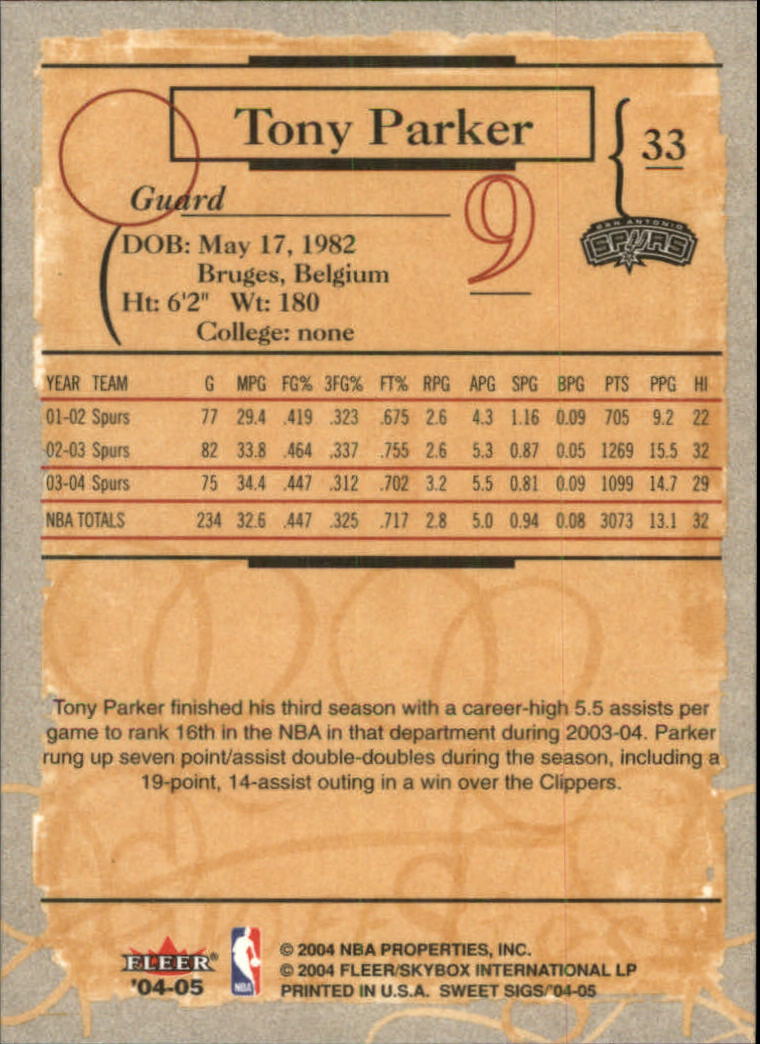 Tony Parker
33
Guard
9
SAN ANTONIO
SPURS
DOB: May 17, 1982
Bruges, Belgium
Ht: 6'2" Wt: 180
College: none
YEAR TEAM G MPG FG% 3FG% FT% RPG APG SPG BPG PTS PPG HI
01-02 Spurs 77 29.4 .419 .323 .675 2.6 4.3 1.16 0.09 705 9.2 22
02-03 Spurs 82 33.8 .464 .337 .755 2.6 5.3 0.87 0.05 1269 15.5 32
03-04 Spurs 75 34.4 .447 .312 .702 3.2 5.5 0.81 0.09 1099 14.7 29
NBA TOTALS 234 32.6 .447 .325 .717 2.8 5.0 0.94 0.08 3073 13.1 32
Tony Parker finished his third season with a career-high 5.5 assists per
game to rank 16th in the NBA in that department during 2003-04. Parker
rung up seven point/assist double-doubles during the season, including a
19-point, 14-assist outing in a win over the Clippers.
FLEER®
'04-05
NBA
© 2004 NBA PROPERTIES, INC.
© 2004 FLEER/SKYBOX INTERNATIONAL LP
PRINTED IN U.S.A. SWEET SIGS/'04-05